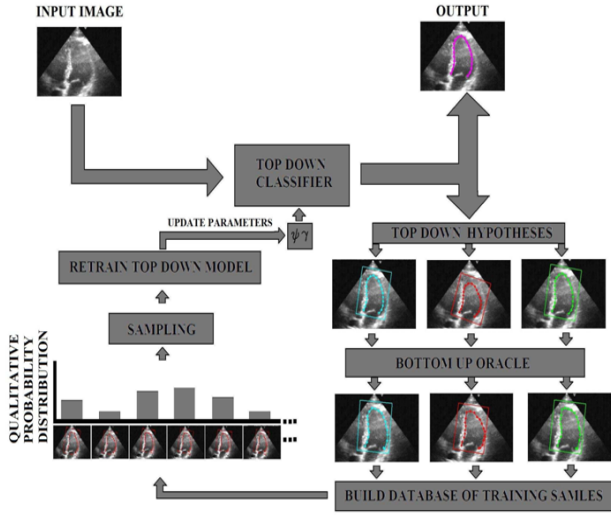 INPUT IMAGE
OUTPUT
TOP DOWN
CLASSIFIER
UPDATE PARAMETERS
ψγ
TOP DOWN HYPOTHESES
RETRAIN TOP DOWN MODEL
SAMPLING
BOTTOM UP ORACLE
QUALITATIVE
PROBABILITY
DISTRIBUTION
BUILD DATABASE OF TRAINING SAMLES